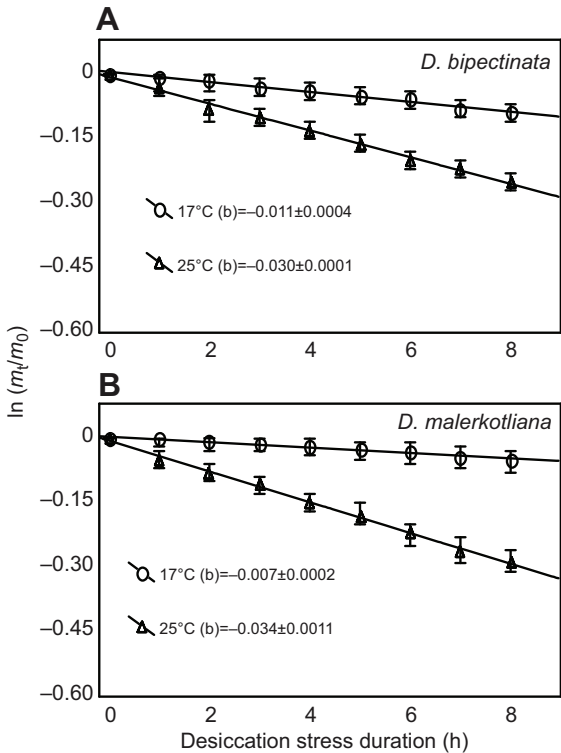 A
D. bipectinata
0
–0.15
–0.30
–0.45
–0.60
17°C (b)=–0.011±0.0004
25°C (b)=–0.030±0.0001
0 2 4 6 8
ln (mt/m0)
B
D. malerkotliana
0
–0.15
–0.30
–0.45
–0.60
17°C (b)=–0.007±0.0002
25°C (b)=–0.034±0.0011
0 2 4 6 8
Desiccation stress duration (h)